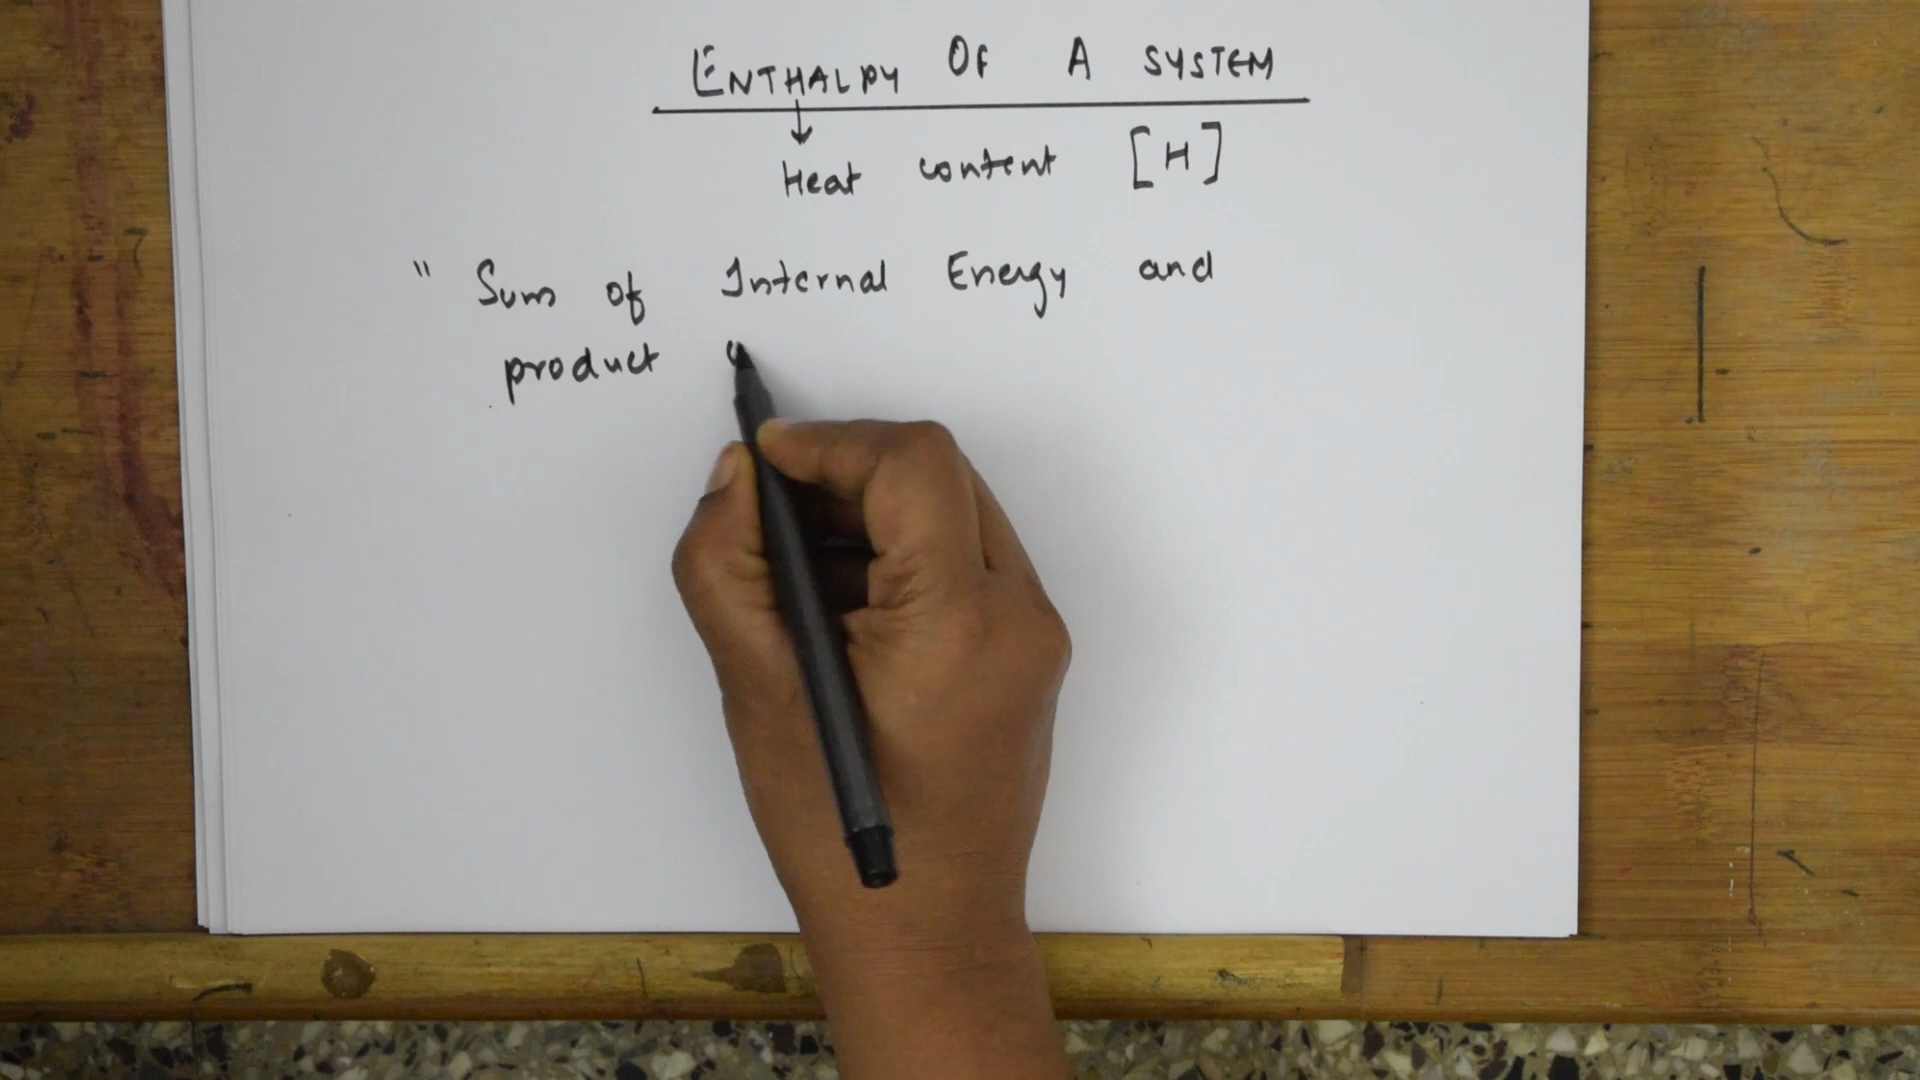 ENTHALPY OF A SYSTEM
Heat content [H]
" Sum of Internal Energy and
product